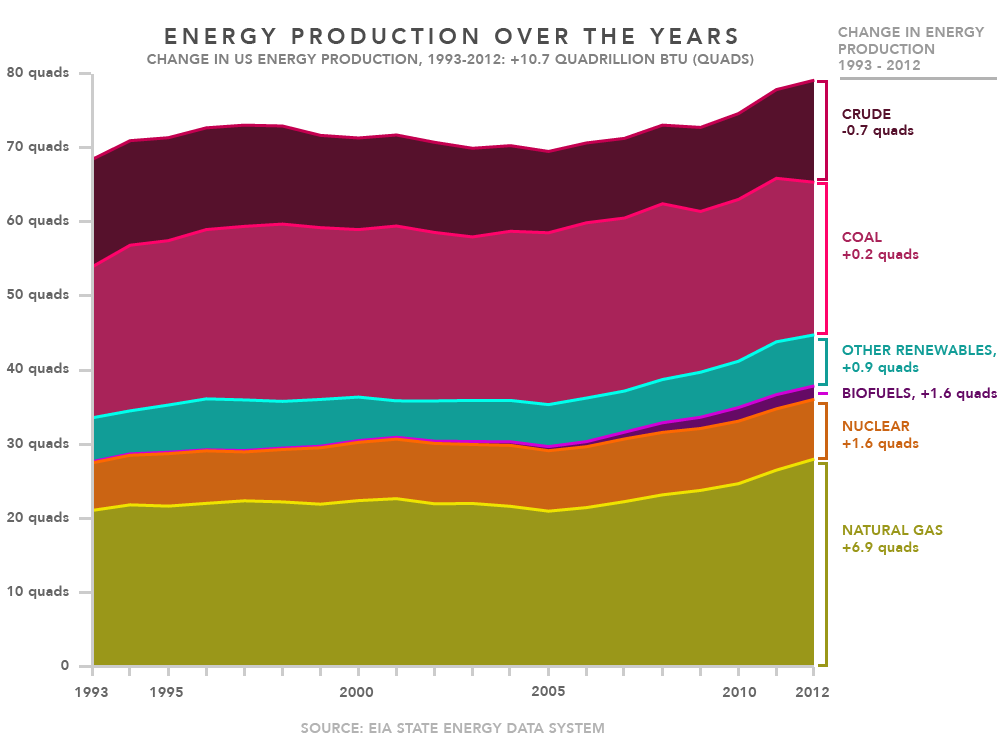 ENERGY PRODUCTION OVER THE YEARS
CHANGE IN US ENERGY PRODUCTION, 1993-2012: +10.7 QUADRILLION BTU (QUADS)
CHANGE IN ENERGY
PRODUCTION
1993 - 2012
80 quads
70 quads
60 quads
50 quads
40 quads
30 quads
20 quads
10 quads
0
CRUDE
-0.7 quads
COAL
+0.2 quads
OTHER RENEWABLES,
+0.9 quads
BIOFUELS, +1.6 quads
NUCLEAR
+1.6 quads
NATURAL GAS
+6.9 quads
1993 1995 2000 2005 2010 2012
SOURCE: EIA STATE ENERGY DATA SYSTEM